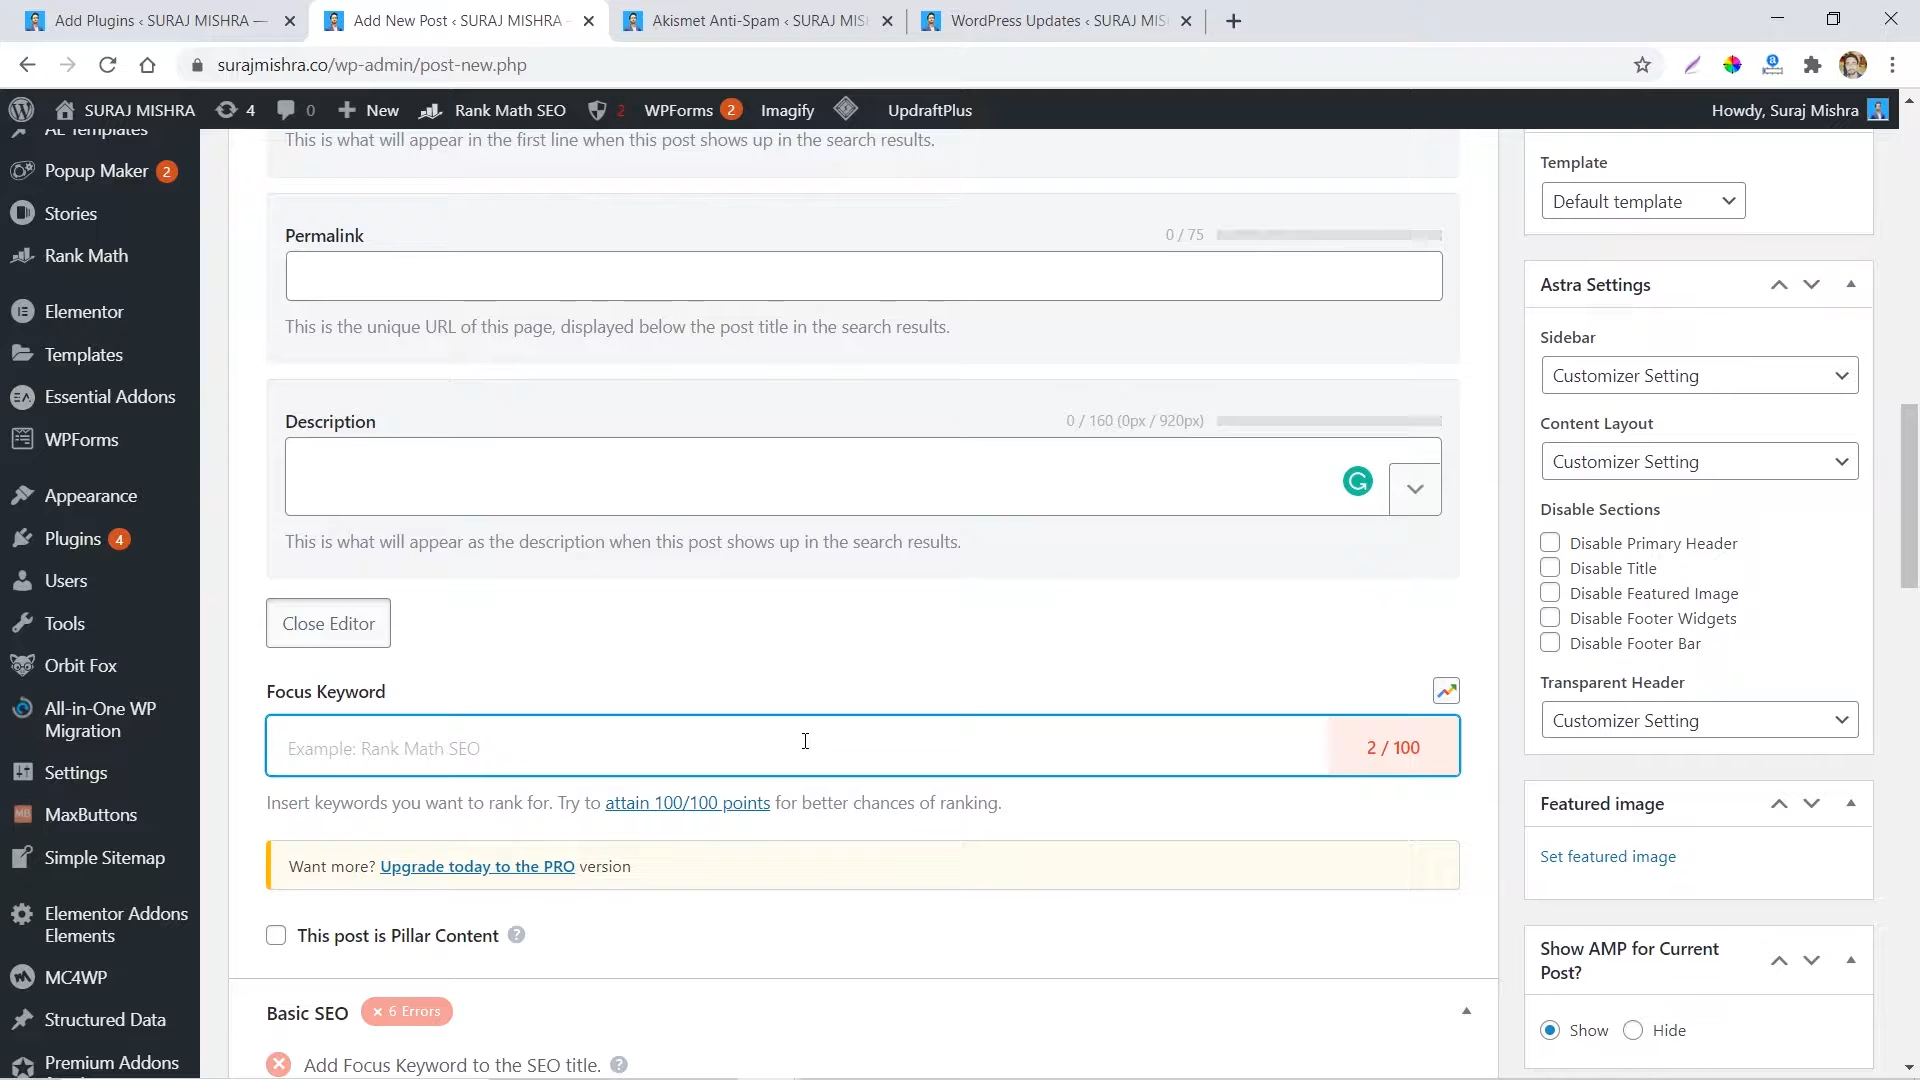 Add Plugins ‹ SURAJ MISHRA —
Add New Post ‹ SURAJ MISHRA -
Akismet Anti-Spam ‹ SURAJ MIS
WordPress Updates ‹ SURAJ MIS
surajmishra.co/wp-admin/post-new.php
SURAJ MISHRA
4
0
New
Rank Math SEO
2
WPForms 2
Imagify
UpdraftPlus
Howdy, Suraj Mishra
AE Templates
Popup Maker 2
Stories
Rank Math
Elementor
Templates
Essential Addons
WPForms
Appearance
Plugins 4
Users
Tools
Orbit Fox
All-in-One WP
Migration
Settings
MaxButtons
Simple Sitemap
Elementor Addons
Elements
MC4WP
Structured Data
Premium Addons
This is what will appear in the first line when this post shows up in the search results.
Permalink
0 / 75
This is the unique URL of this page, displayed below the post title in the search results.
Description
0 / 160 (0px / 920px)
This is what will appear as the description when this post shows up in the search results.
Close Editor
Focus Keyword
Example: Rank Math SEO
2 / 100
Insert keywords you want to rank for. Try to attain 100/100 points for better chances of ranking.
Want more? Upgrade today to the PRO version
This post is Pillar Content
Basic SEO
× 6 Errors
Add Focus Keyword to the SEO title.
Template
Default template
Astra Settings
Sidebar
Customizer Setting
Content Layout
Customizer Setting
Disable Sections
Disable Primary Header
Disable Title
Disable Featured Image
Disable Footer Widgets
Disable Footer Bar
Transparent Header
Customizer Setting
Featured image
Set featured image
Show AMP for Current
Post?
Show
Hide